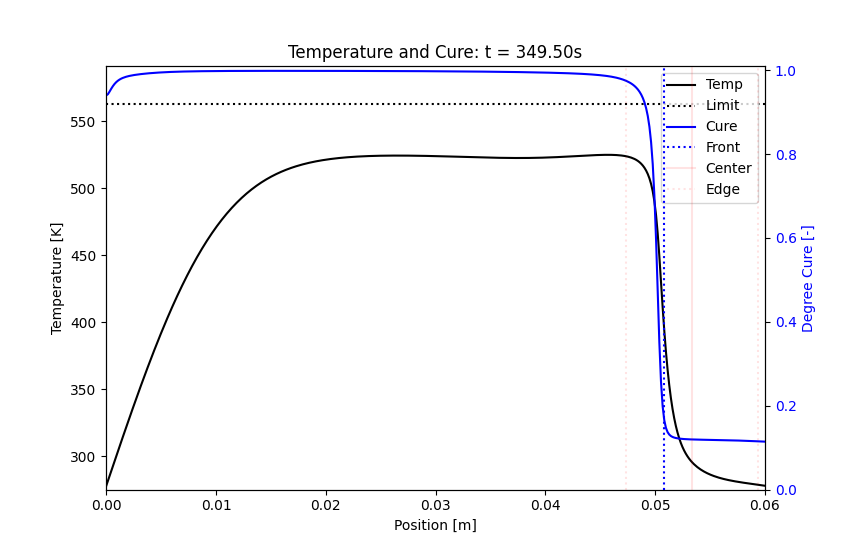 Temperature and Cure: t = 349.50s
Temp
Limit
Cure
Front
Center
Edge
550
500
450
400
350
300
Temperature [K]
1.0
0.8
0.6
0.4
0.2
0.0
Degree Cure [-]
0.00 0.01 0.02 0.03 0.04 0.05 0.06
Position [m]